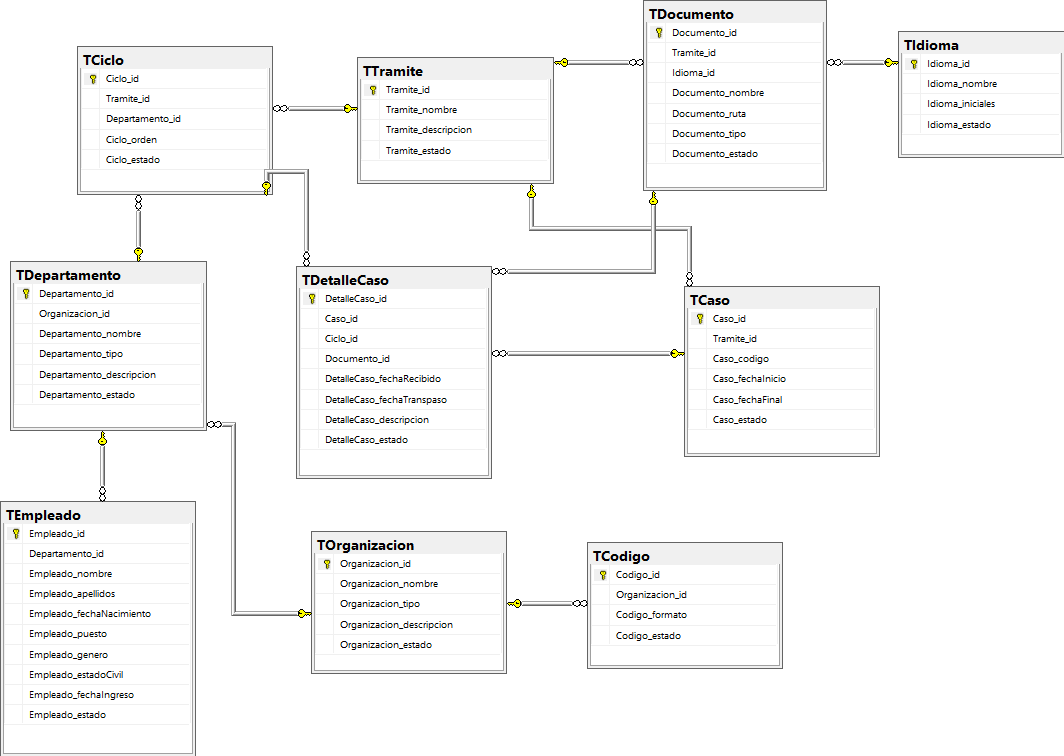 TCiclo
Ciclo_id
Tramite_id
Departamento_id
Ciclo_orden
Ciclo_estado
TTramite
Tramite_id
Tramite_nombre
Tramite_descripcion
Tramite_estado
TDocumento
Documento_id
Tramite_id
Idioma_id
Documento_nombre
Documento_ruta
Documento_tipo
Documento_estado
TIdioma
Idioma_id
Idioma_nombre
Idioma_iniciales
Idioma_estado
TDepartamento
Departamento_id
Organizacion_id
Departamento_nombre
Departamento_tipo
Departamento_descripcion
Departamento_estado
TDetalleCaso
DetalleCaso_id
Caso_id
Ciclo_id
Documento_id
DetalleCaso_fechaRecibido
DetalleCaso_fechaTranspaso
DetalleCaso_descripcion
DetalleCaso_estado
TCaso
Caso_id
Tramite_id
Caso_codigo
Caso_fechaInicio
Caso_fechaFinal
Caso_estado
TEmpleado
Empleado_id
Departamento_id
Empleado_nombre
Empleado_apellidos
Empleado_fechaNacimiento
Empleado_puesto
Empleado_genero
Empleado_estadoCivil
Empleado_fechaIngreso
Empleado_estado
TOrganizacion
Organizacion_id
Organizacion_nombre
Organizacion_tipo
Organizacion_descripcion
Organizacion_estado
TCodigo
Codigo_id
Organizacion_id
Codigo_formato
Codigo_estado